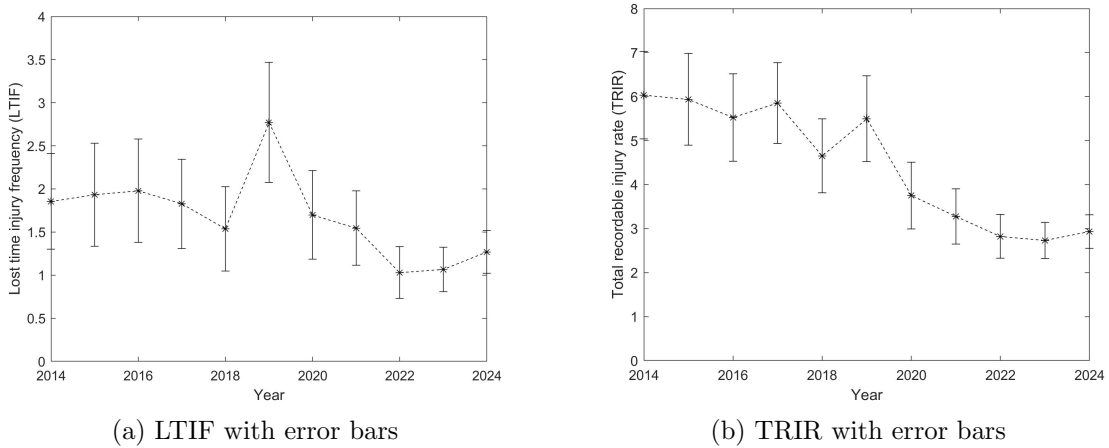 4
3.5
3
2.5
2
1.5
1
0.5
0
Lost time injury frequency (LTIF)
2014 2016 2018 2020 2022 2024
Year
(a) LTIF with error bars
8
7
6
5
4
3
2
1
0
Total recordable injury rate (TRIR)
2014 2016 2018 2020 2022 2024
Year
(b) TRIR with error bars